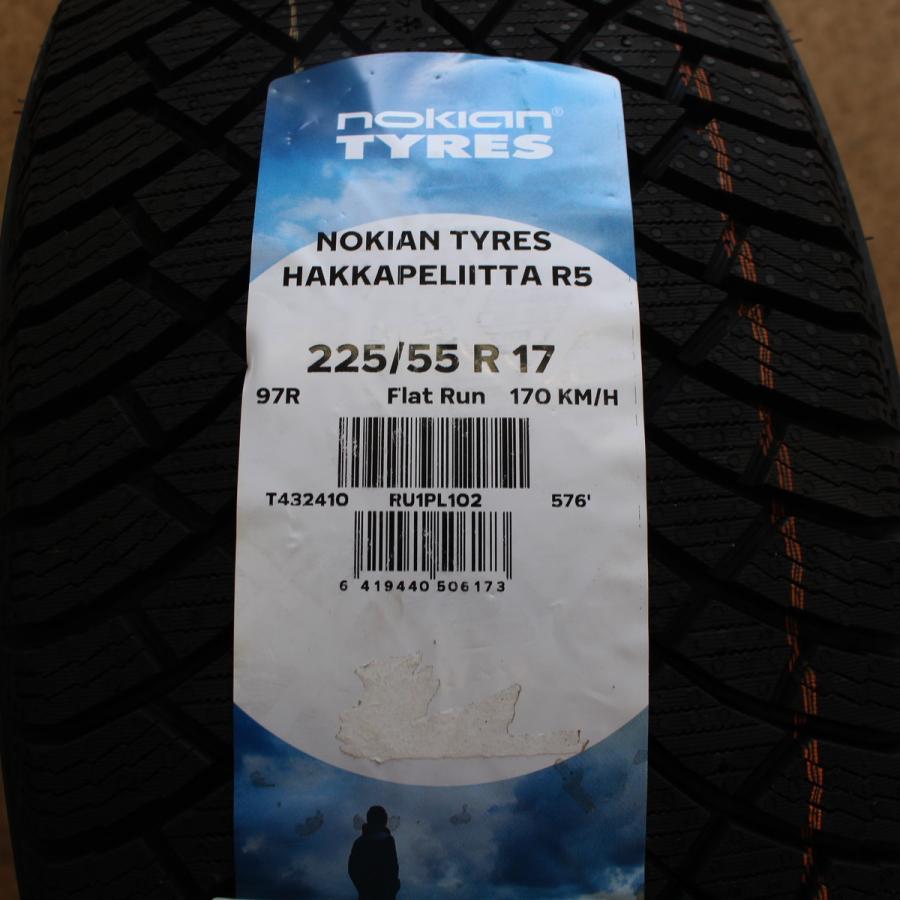 nokian®
TYRES
NOKIAN TYRES
HAKKAPELIITTA R5
225/55 R 17
97R Flat Run 170 KM/H
T432410 RU1PL102 576'
6 419440 506173